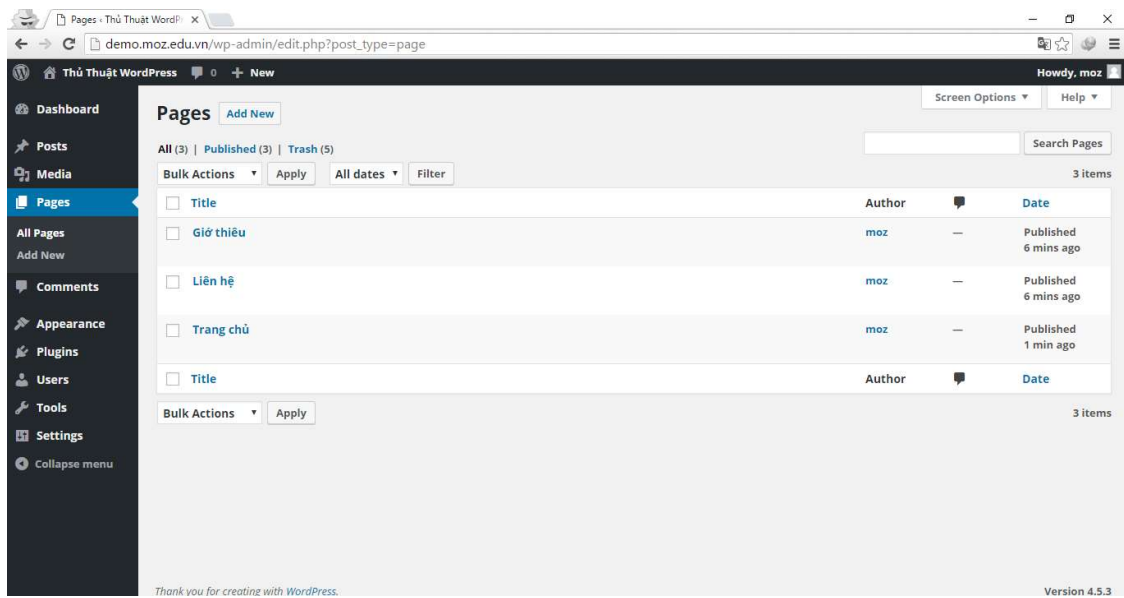 Pages ‹ Thủ Thuật WordP
demo.moz.edu.vn/wp-admin/edit.php?post_type=page
Thủ Thuật WordPress 0 + New Howdy, moz
Screen Options ▼ Help ▼
Dashboard
Posts
Media
Pages
All Pages
Add New
Comments
Appearance
Plugins
Users
Tools
Settings
Collapse menu
Pages Add New
All (3) | Published (3) | Trash (5) Search Pages
Bulk Actions ▼ Apply All dates ▼ Filter 3 items
Title Author Date
Giớ thiêu moz — Published
6 mins ago
Liên hệ moz — Published
6 mins ago
Trang chủ moz — Published
1 min ago
Title Author Date
Bulk Actions ▼ Apply 3 items
Thank you for creating with WordPress. Version 4.5.3